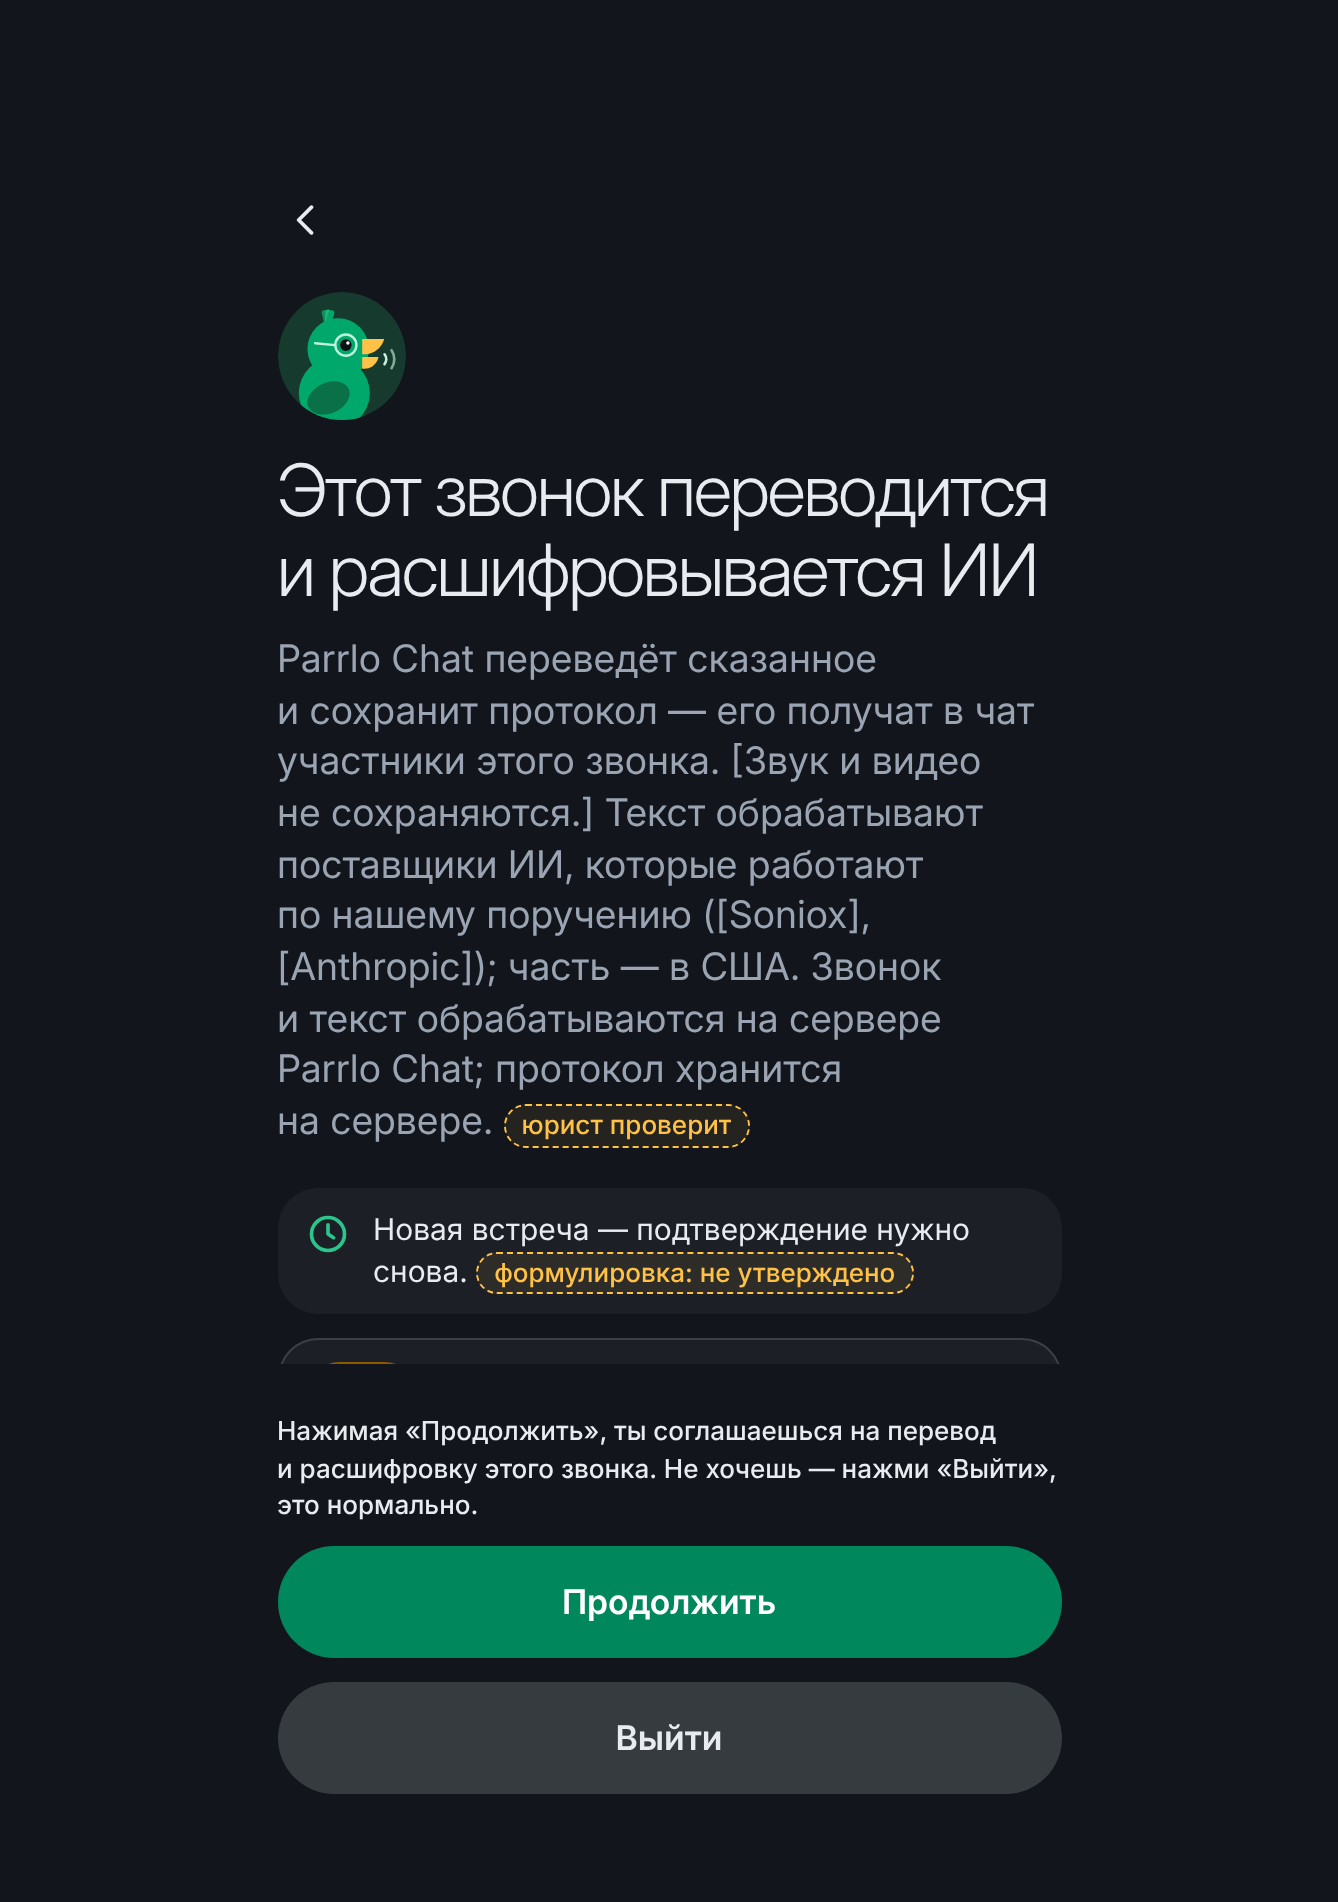 Этот звонок переводится
и расшифровывается ИИ
Parrlo Chat переведёт сказанное
и сохранит протокол — его получат в чат
участники этого звонка. [Звук и видео
не сохраняются.] Текст обрабатывают
поставщики ИИ, которые работают
по нашему поручению ([Soniox],
[Anthropic]); часть — в США. Звонок
и текст обрабатываются на сервере
Parrlo Chat; протокол хранится
на сервере. юрист проверит
Новая встреча — подтверждение нужно
снова. формулировка: не утверждено
Нажимая «Продолжить», ты соглашаешься на перевод
и расшифровку этого звонка. Не хочешь — нажми «Выйти»,
это нормально.
Продолжить
Выйти